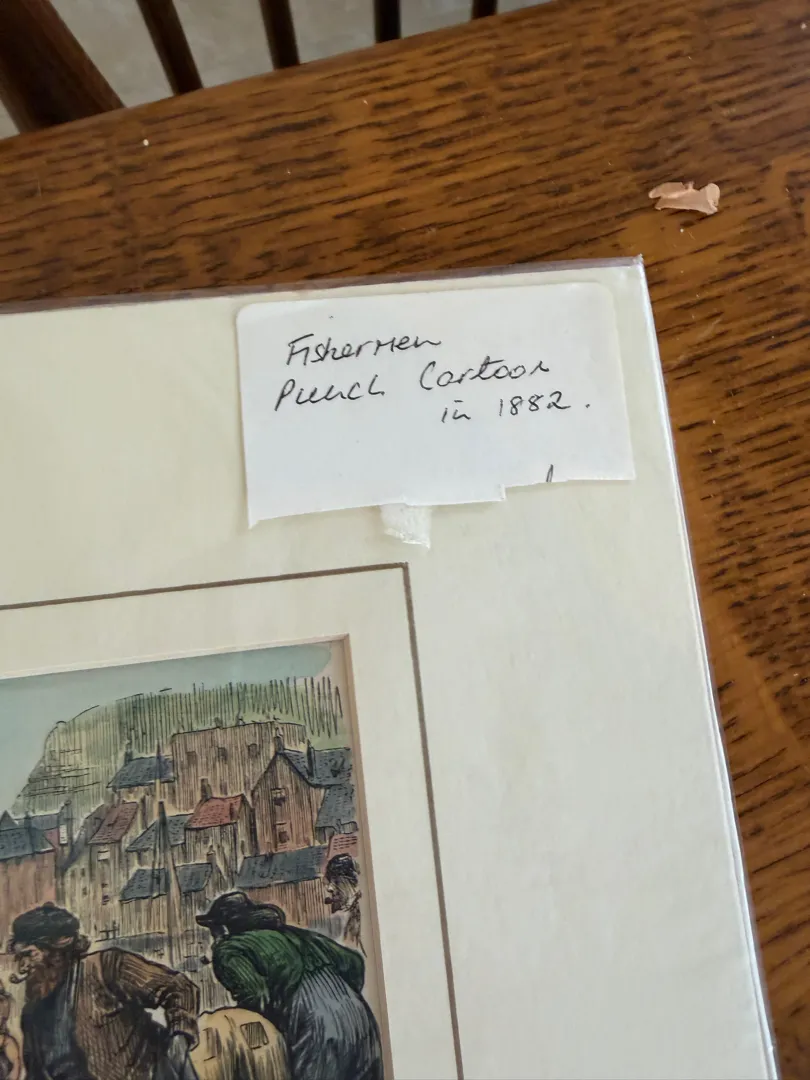 Fishermen
Punch Cartoon
in 1882.